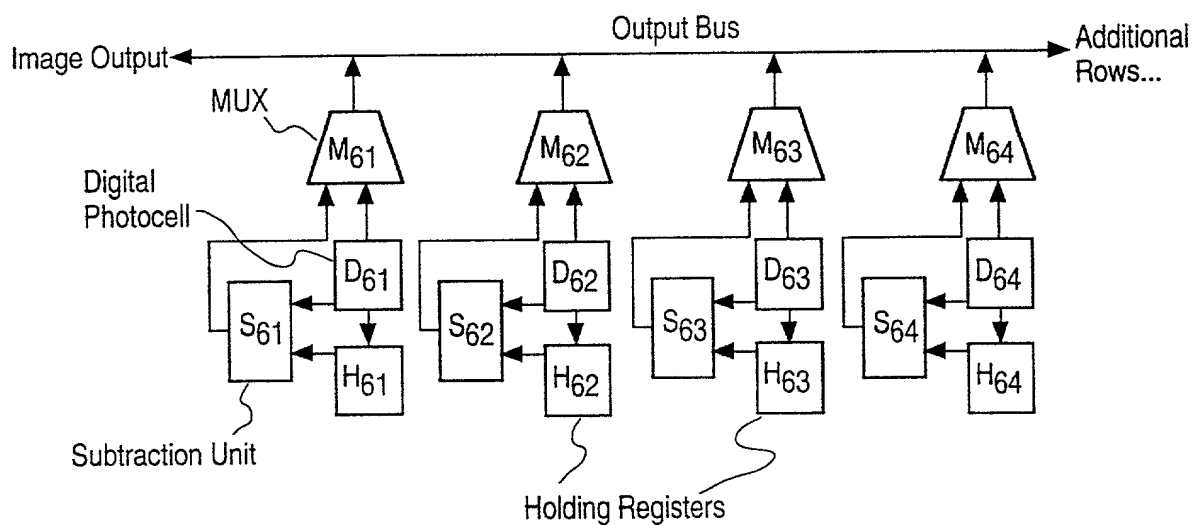 Output Bus
Image Output
Additional
Rows...
MUX
M61
M62
M63
M64
Digital
Photocell
D61
D62
D63
D64
S61
S62
S63
S64
H61
H62
H63
H64
Subtraction Unit
Holding Registers